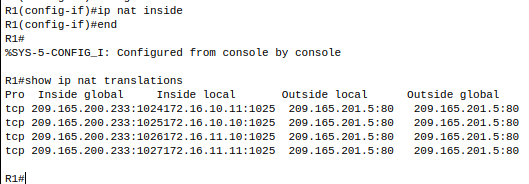 R1(config-if)#ip nat inside
R1(config-if)#end
R1#
%SYS-5-CONFIG_I: Configured from console by console
R1#show ip nat translations
Pro  Inside global     Inside local       Outside local      Outside global
tcp 209.165.200.233:1024172.16.10.11:1025  209.165.201.5:80   209.165.201.5:80
tcp 209.165.200.233:1025172.16.10.10:1025  209.165.201.5:80   209.165.201.5:80
tcp 209.165.200.233:1026172.16.11.10:1025  209.165.201.5:80   209.165.201.5:80
tcp 209.165.200.233:1027172.16.11.11:1025  209.165.201.5:80   209.165.201.5:80
R1#